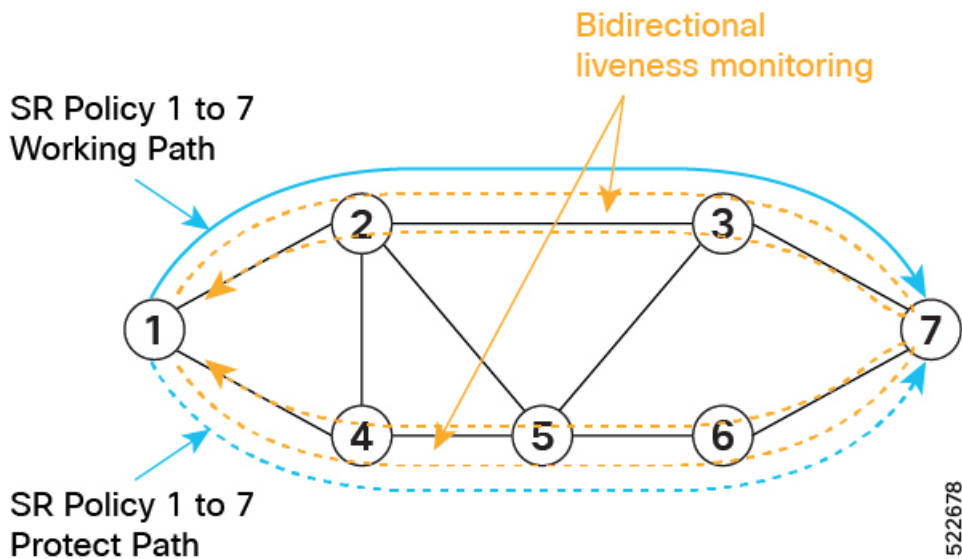 Bidirectional
liveness monitoring
SR Policy 1 to 7
Working Path
2
3
1
7
4
5
6
SR Policy 1 to 7
Protect Path
522678